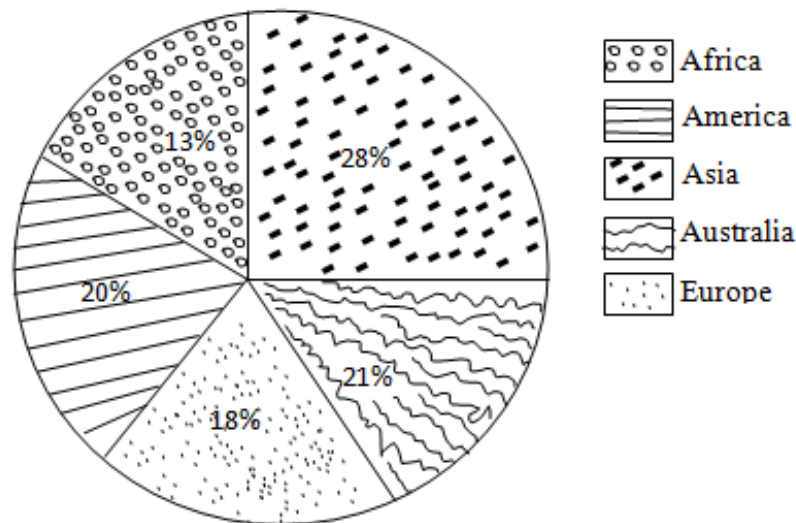 13%
28%
20%
21%
18%
Africa
America
Asia
Australia
Europe